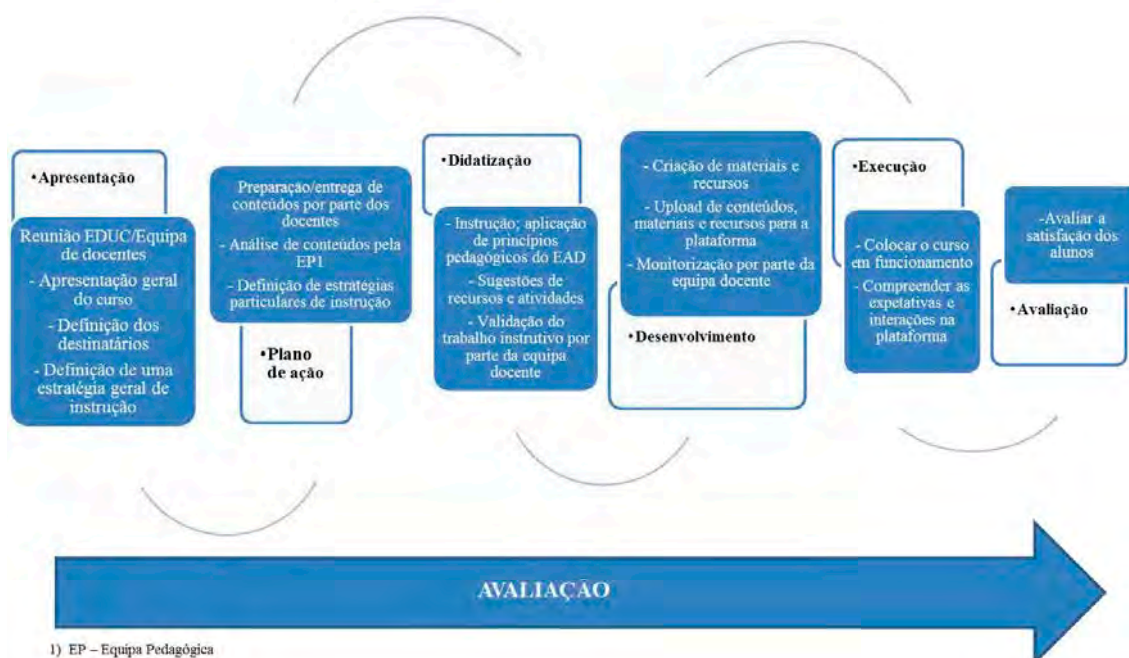 •Apresentação
Reunião EDUC/Equipa
de docentes
- Apresentação geral
do curso
- Definição dos
destinatários
- Definição de uma
estratégia geral de
instrução
Preparação/entrega de
conteúdos por parte dos
docentes
- Análise de conteúdos pela
EP1
- Definição de estratégias
particulares de instrução
•Plano
de ação
•Didatização
- Instrução; aplicação
de princípios
pedagógicos do EAD
- Sugestões de
recursos e atividades
- Validação do
trabalho instrutivo por
parte da equipa
docente
- Criação de materiais e
recursos
- Upload de conteúdos,
materiais e recursos para a
plataforma
- Monitorização por parte da
equipa docente
•Desenvolvimento
•Execução
- Colocar o curso
em funcionamento
- Compreender as
expetativas e
interações na
plataforma
-Avaliar a
satisfação dos
alunos
•Avaliação
AVALIAÇÃO
1) EP – Equipa Pedagógica